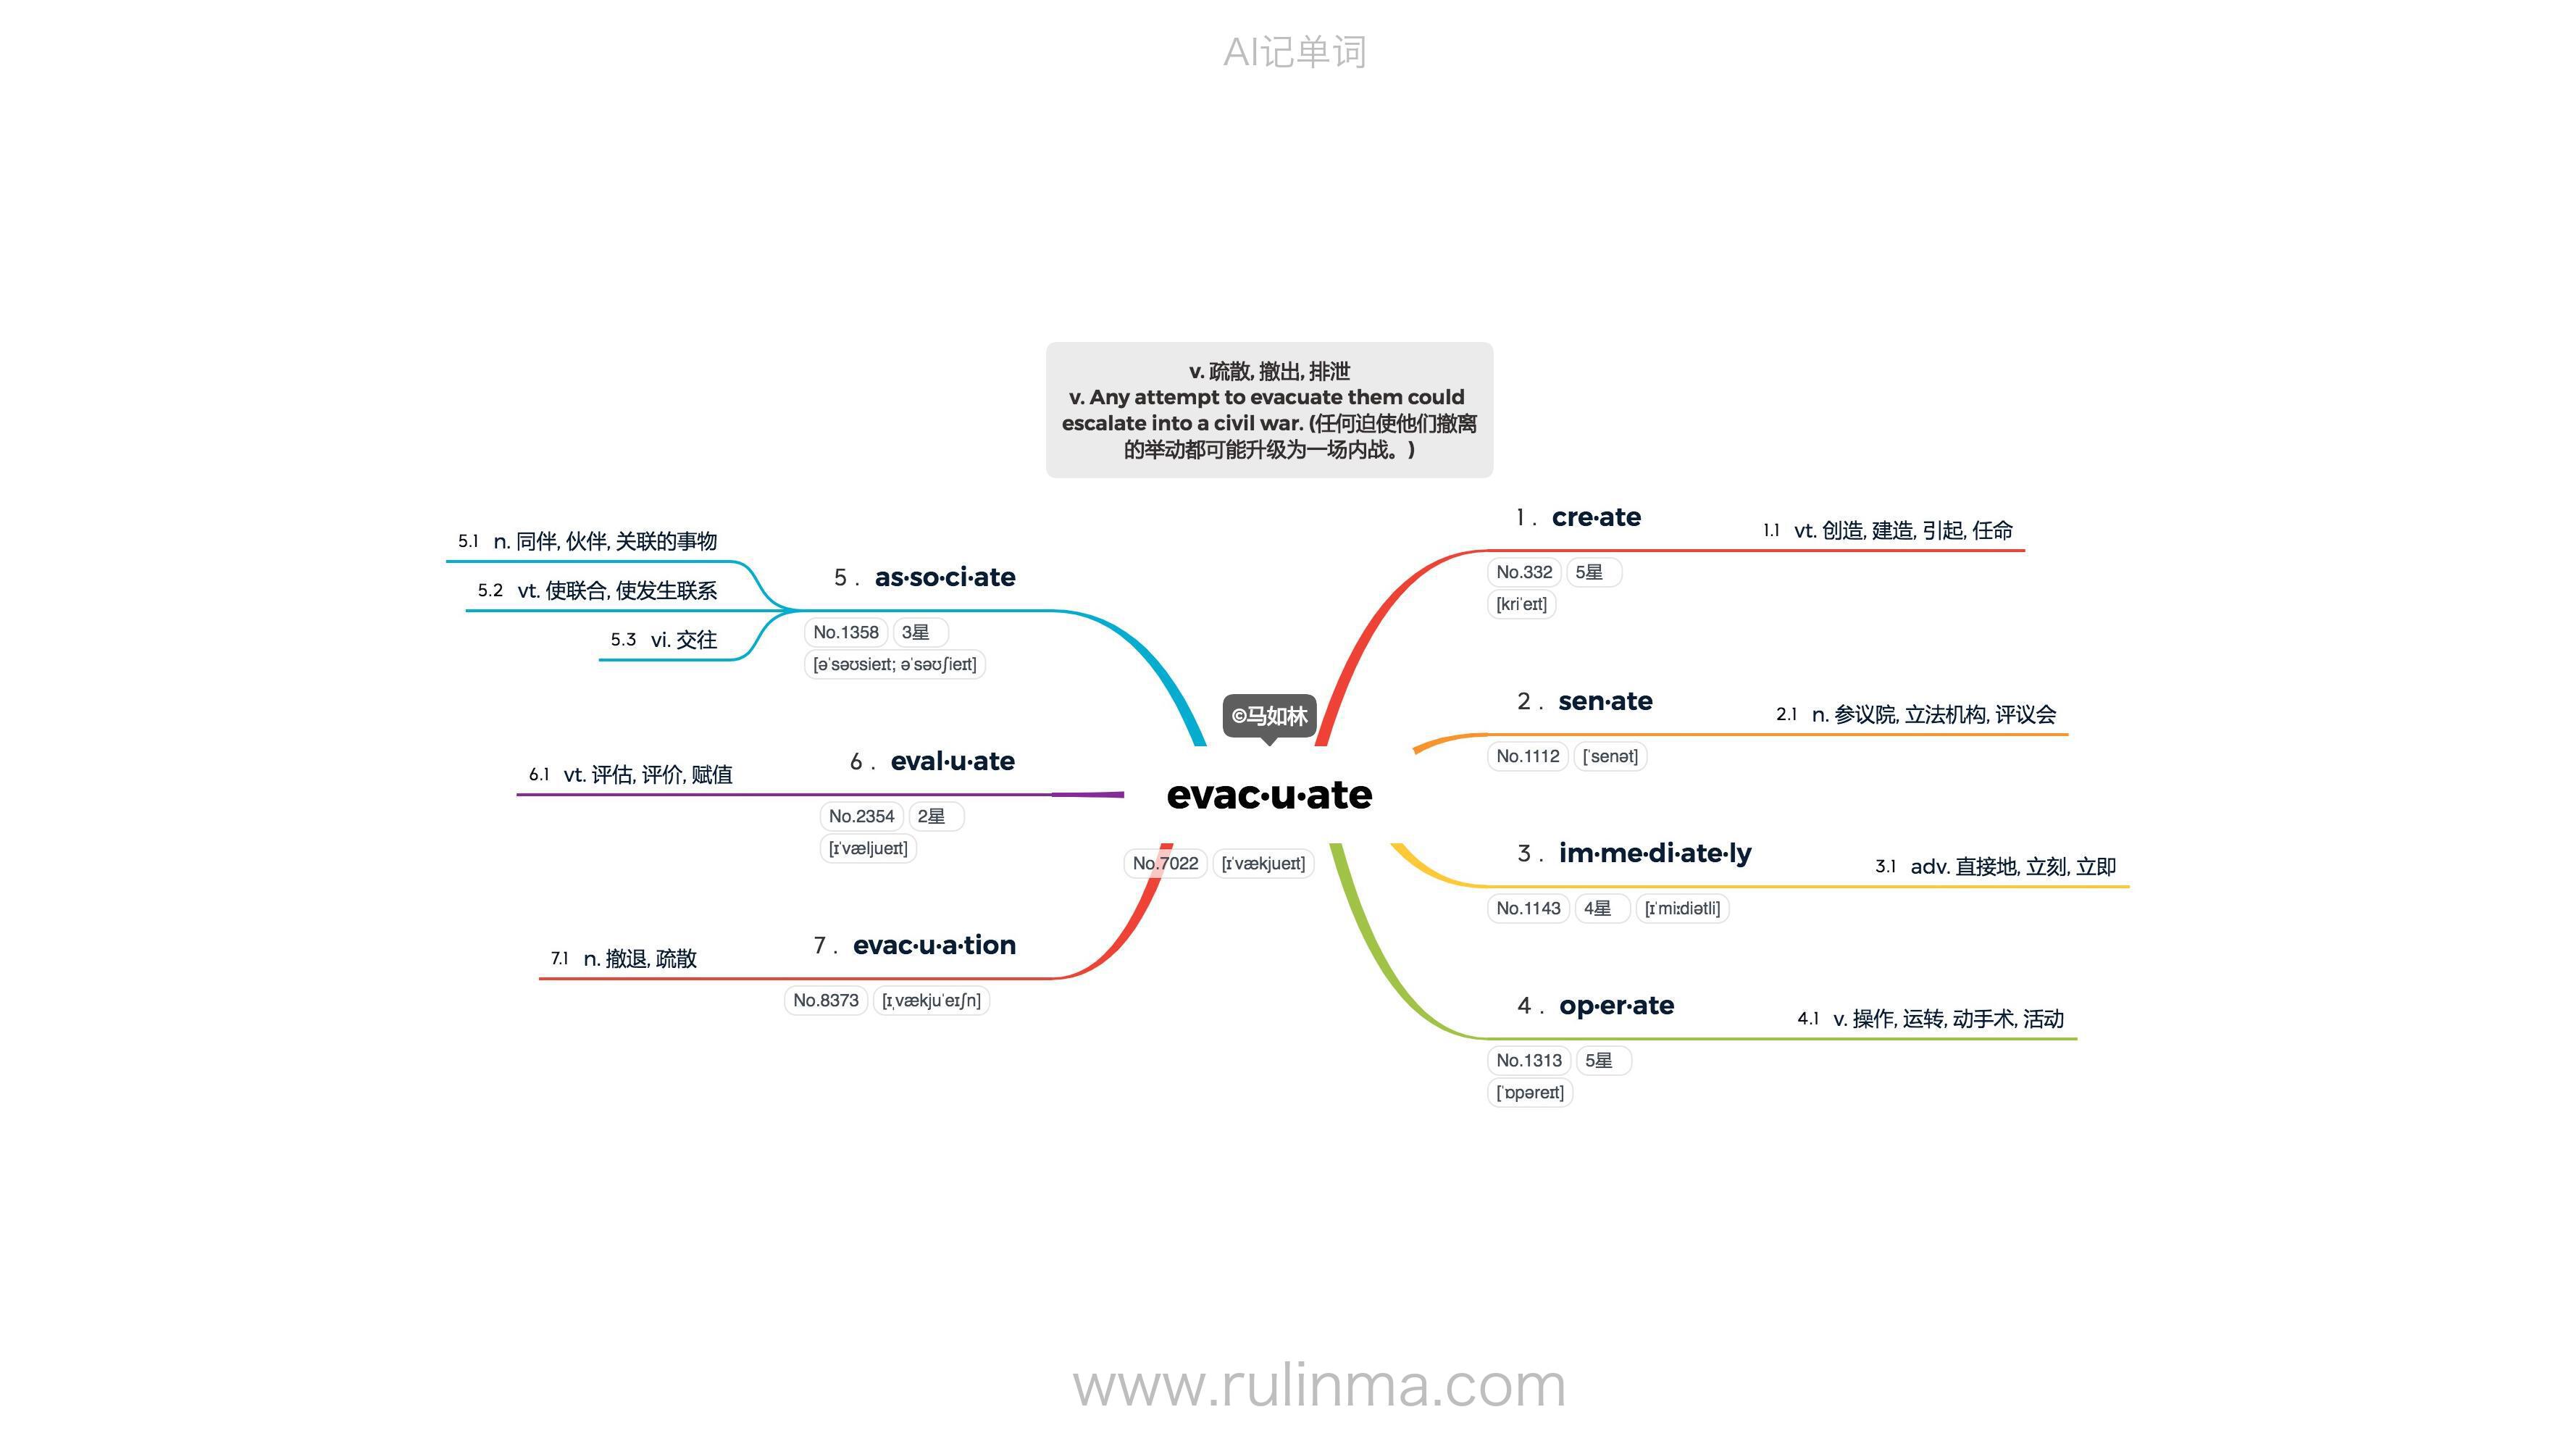 AI记单词
v. 疏散, 撤出, 排泄
v. Any attempt to evacuate them could
escalate into a civil war. (任何迫使他们撤离
的举动都可能升级为一场内战。)
©马如林
evac·u·ate
No.7022 [ɪˈvækjueɪt]
1 . cre·ate
1.1 vt. 创造, 建造, 引起, 任命
No.332 5星
[kriˈeɪt]
2 . sen·ate
2.1 n. 参议院, 立法机构, 评议会
No.1112 [ˈsenət]
3 . im·me·di·ate·ly
3.1 adv. 直接地, 立刻, 立即
No.1143 4星 [ɪˈmiːdiətli]
4 . op·er·ate
4.1 v. 操作, 运转, 动手术, 活动
No.1313 5星
[ˈɒpəreɪt]
5 . as·so·ci·ate
5.1 n. 同伴, 伙伴, 关联的事物
5.2 vt. 使联合, 使发生联系
5.3 vi. 交往
No.1358 3星
[əˈsəʊsieɪt; əˈsəʊʃieɪt]
6 . eval·u·ate
6.1 vt. 评估, 评价, 赋值
No.2354 2星
[ɪˈvæljueɪt]
7 . evac·u·a·tion
7.1 n. 撤退, 疏散
No.8373 [ɪˌvækjuˈeɪʃn]
www.rulinma.com